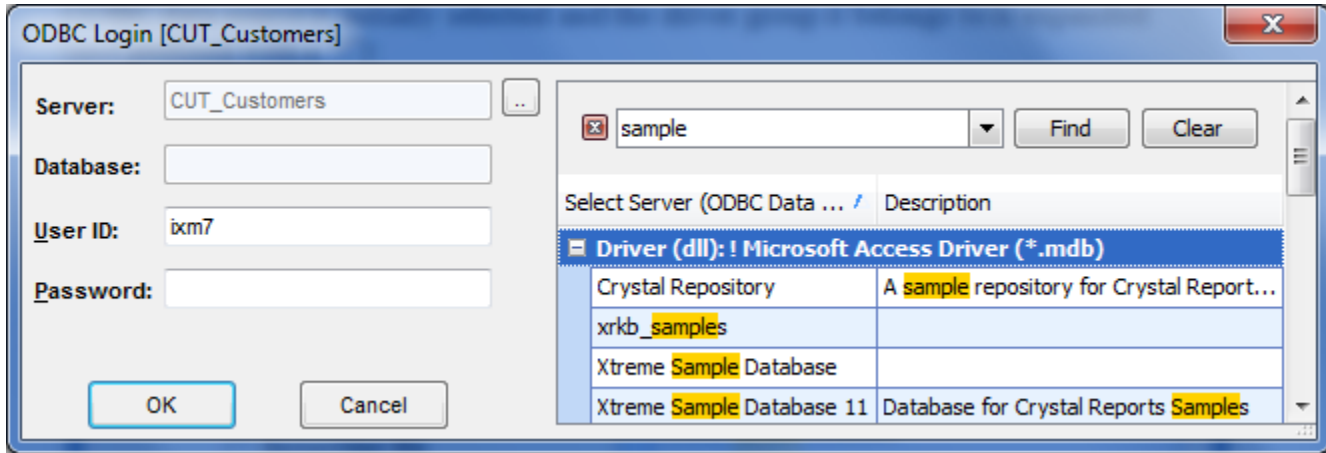 ODBC Login [CUT_Customers]
Server: CUT_Customers ..
Database:
User ID: ixm7
Password:
OK Cancel
sample Find Clear
Select Server (ODBC Data ... Description
Driver (dll): ! Microsoft Access Driver (*.mdb)
Crystal Repository A sample repository for Crystal Report...
xrkb_samples
Xtreme Sample Database
Xtreme Sample Database 11 Database for Crystal Reports Samples